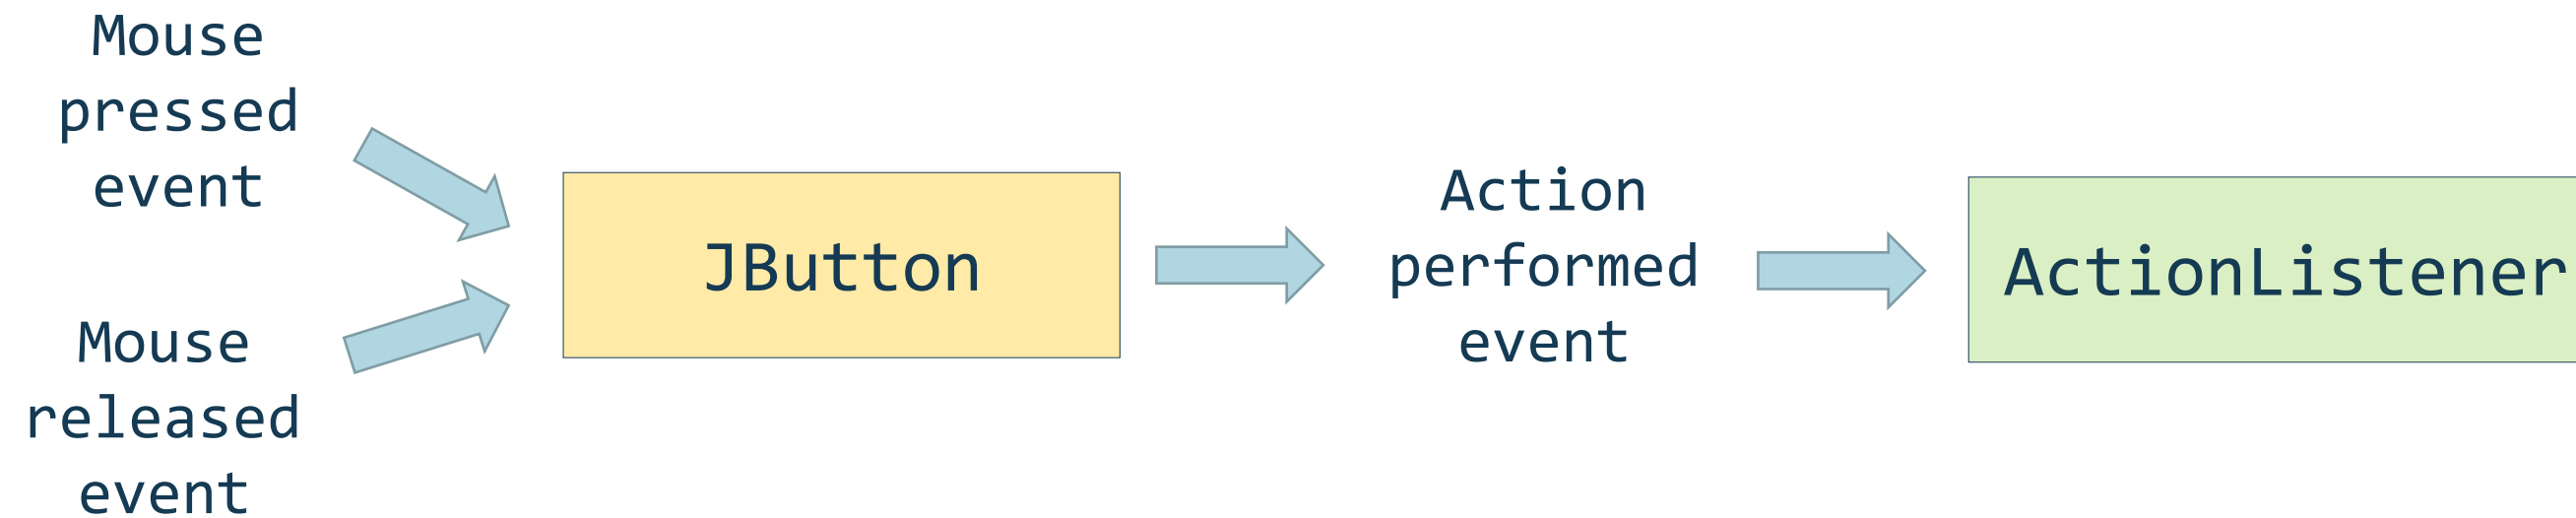 Mouse
pressed
event
Mouse
released
event
JButton
Action
performed
event
ActionListener